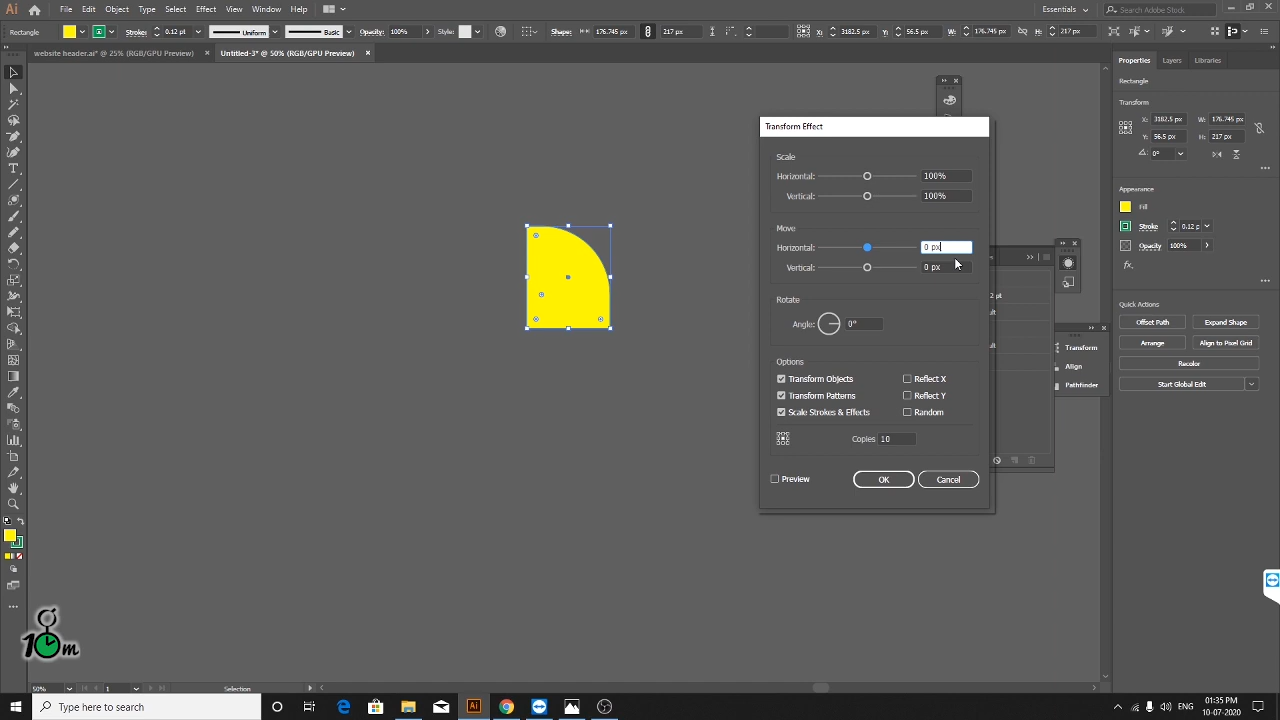 Ai File Edit Object Type Select Effect View Window Help Essentials Search Adobe Stock
Rectangle Stroke: 0.12 pt Uniform Basic Opacity: 100% Style: Shape: 176.745 px 217 px X: 3182.5 px Y: 56.5 px W: 176.745 px H: 217 px
website header.ai* @ 25% (RGB/GPU Preview) × Untitled-3* @ 50% (RGB/GPU Preview) ×
Properties Layers Libraries
Rectangle
Transform
X: 3182.5 px W: 176.745 px
Y: 56.5 px H: 217 px
0°
Appearance
Fill
Stroke 0.12 p
Opacity 100%
fx.
Quick Actions
Offset Path Expand Shape
Arrange Align to Pixel Grid
Recolor
Start Global Edit
Transform Effect
Scale
Horizontal: 100%
Vertical: 100%
Move
Horizontal: 0 px
Vertical: 0 px
Rotate
Angle: 0°
Options
Transform Objects Reflect X
Transform Patterns Reflect Y
Scale Strokes & Effects Random
Copies 10
Preview OK Cancel
2 pt
ult
ult
Transform
Align
Pathfinder
10m
50% 1 Selection
Type here to search
Ai
ENG
01:35 PM
10-07-2020